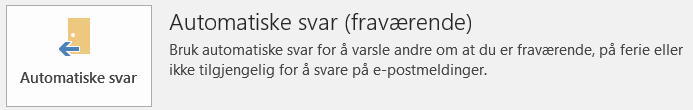 Automatiske svar
Automatiske svar (fraværende)
Bruk automatiske svar for å varsle andre om at du er fraværende, på ferie eller
ikke tilgjengelig for å svare på e-postmeldinger.